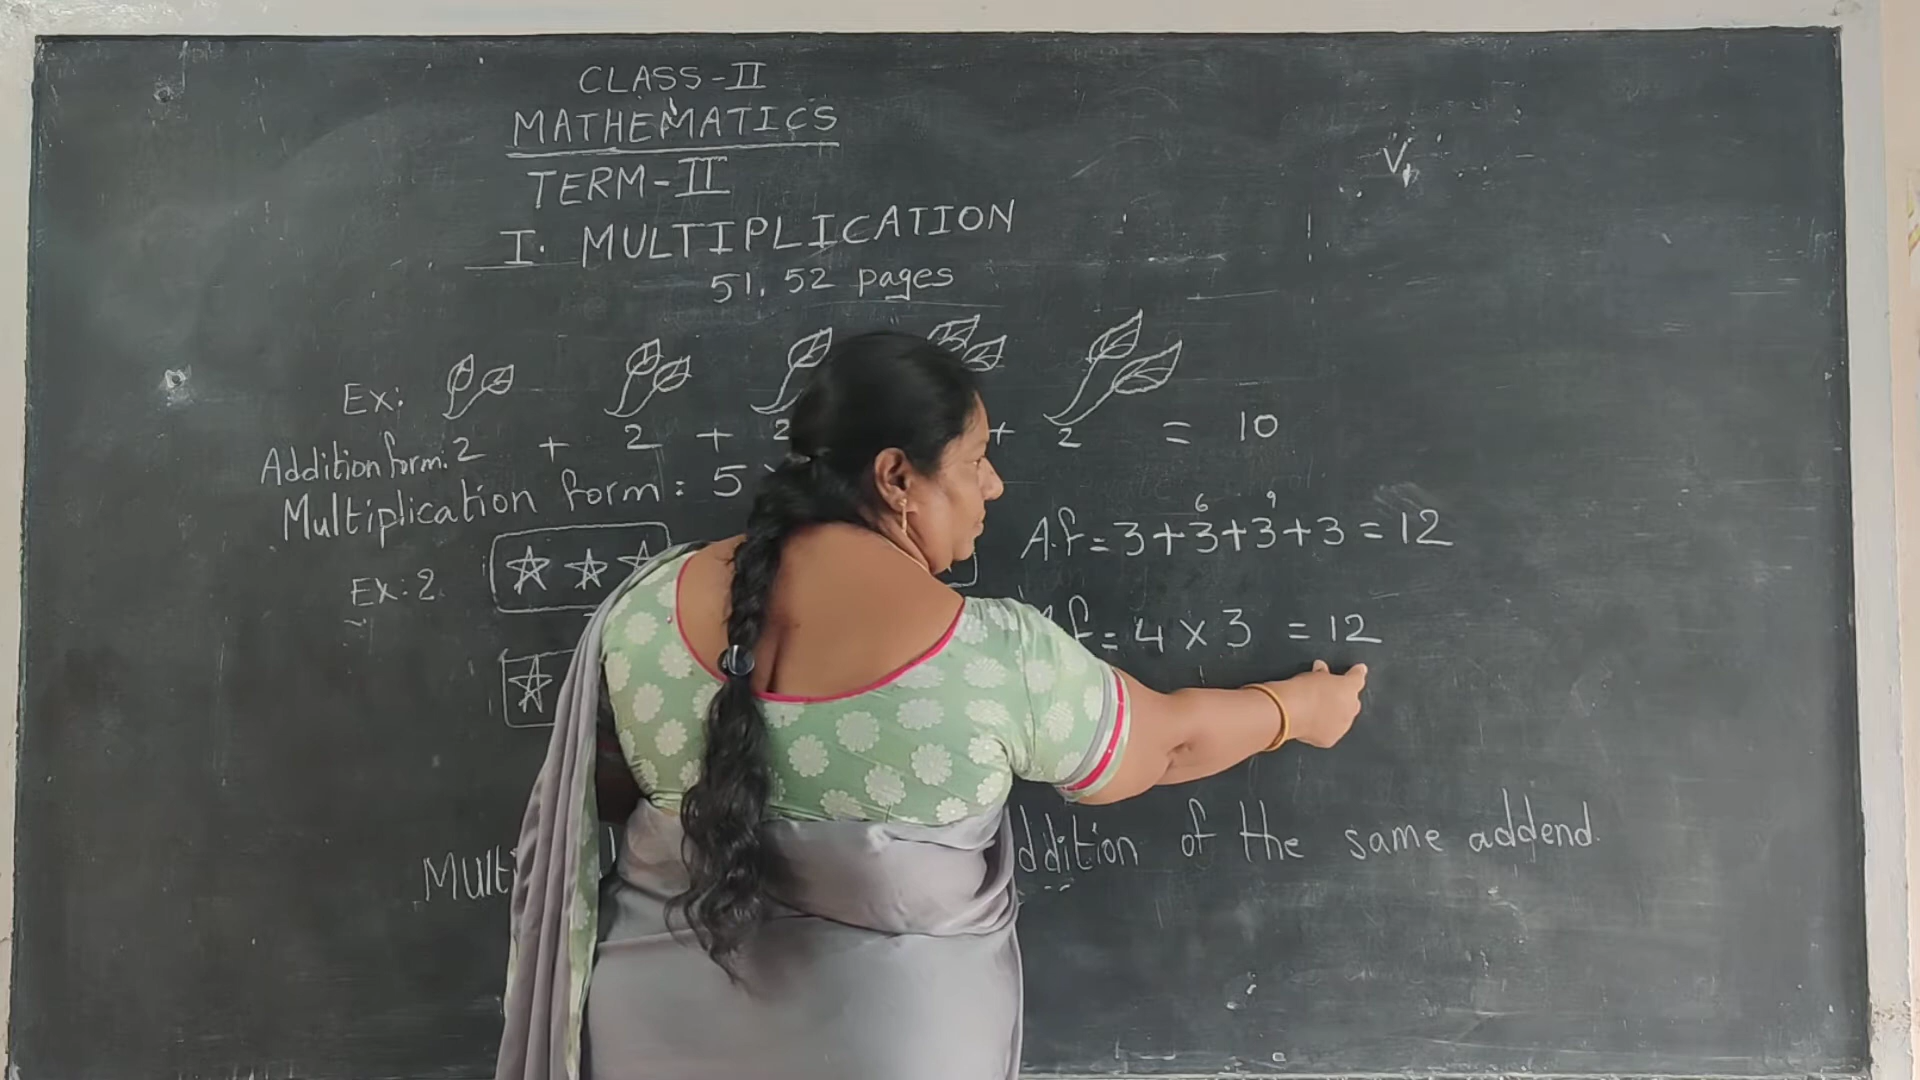 CLASS-II
MATHEMATICS
TERM-II
I. MULTIPLICATION
51, 52 pages
Ex:
Addition form: 2 + 2 + 2 + 2 = 10
Multiplication form: 5
6 9
A.f = 3+3+3+3 = 12
Ex: 2
f = 4 x 3 = 12
Mult ddition of the same addend.